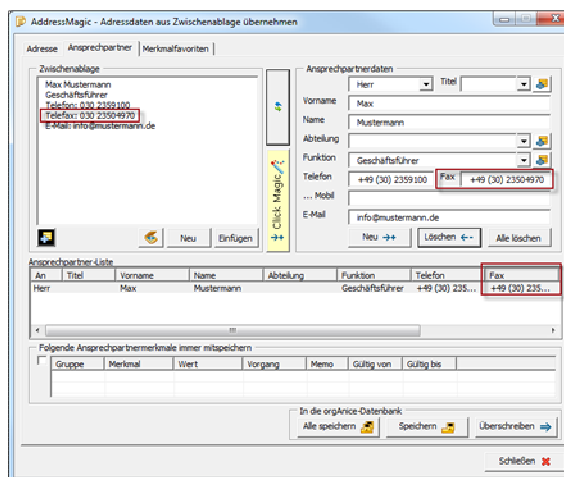 AddressMagic - Adressdaten aus Zwischenablage übernehmen
Adresse Ansprechpartner Merkmalfavoriten
Zwischenablage
Max Mustermann
Geschäftsführer
Telefon: 030 2359100
Telefax: 030 23504970
E-Mail: info@mustermann.de
Neu Einfügen
Click Magic
Ansprechpartnerdaten
Herr Titel
Vorname Max
Name Mustermann
Abteilung
Funktion Geschäftsführer
Telefon +49 (30) 2359100 Fax +49 (30) 23504970
... Mobil
E-Mail info@mustermann.de
Neu Löschen Alle löschen
Ansprechpartner-Liste
An Titel Vorname Name Abteilung Funktion Telefon Fax
Herr Max Mustermann Geschäftsführer +49 (30) 235... +49 (30) 235...
Folgende Ansprechpartnermerkmale immer mitspeichern
Gruppe Merkmal Wert Vorgang Memo Gültig von Gültig bis
In die orgAnice-Datenbank
Alle speichern Speichern Überschreiben
Schließen